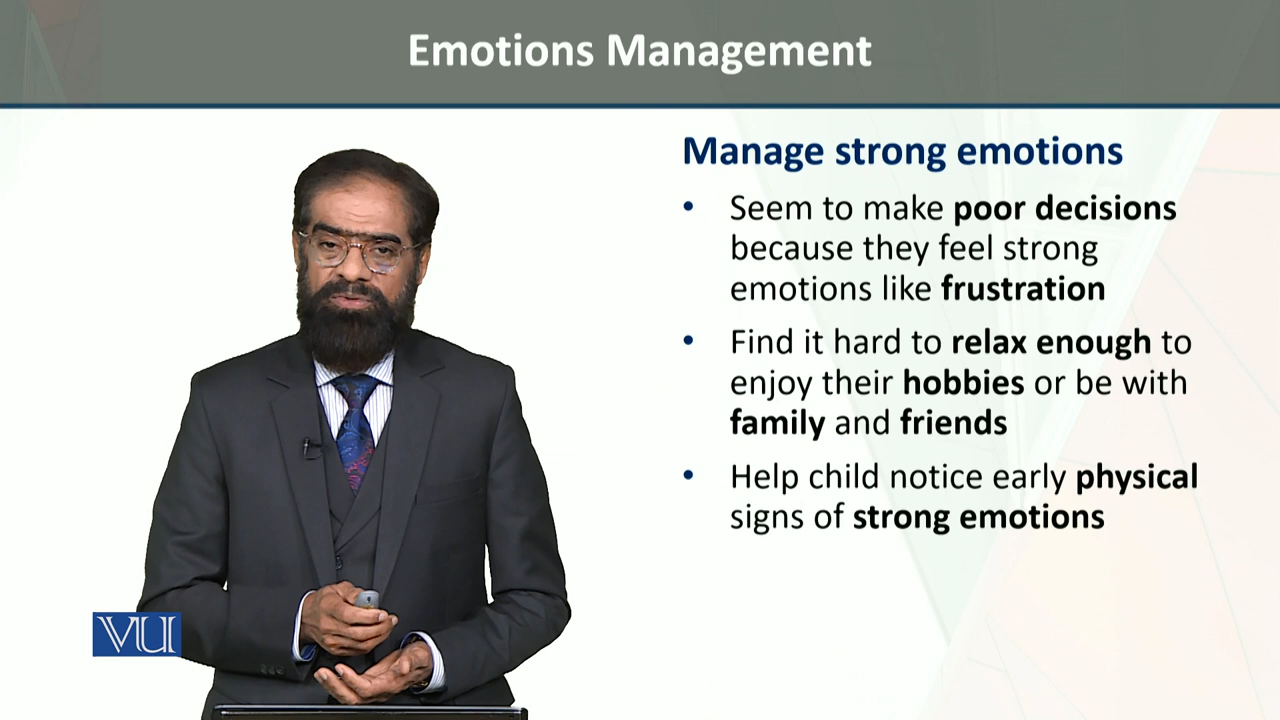 Emotions Management
Manage strong emotions
• Seem to make poor decisions
because they feel strong
emotions like frustration
• Find it hard to relax enough to
enjoy their hobbies or be with
family and friends
• Help child notice early physical
signs of strong emotions
VU